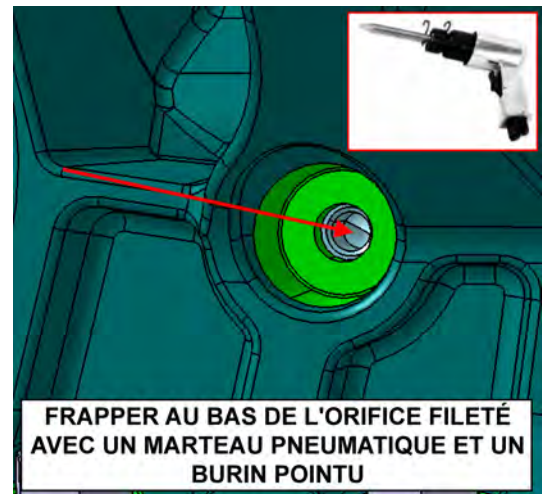 FRAPPER AU BAS DE L'ORIFICE FILETÉ
AVEC UN MARTEAU PNEUMATIQUE ET UN
BURIN POINTU